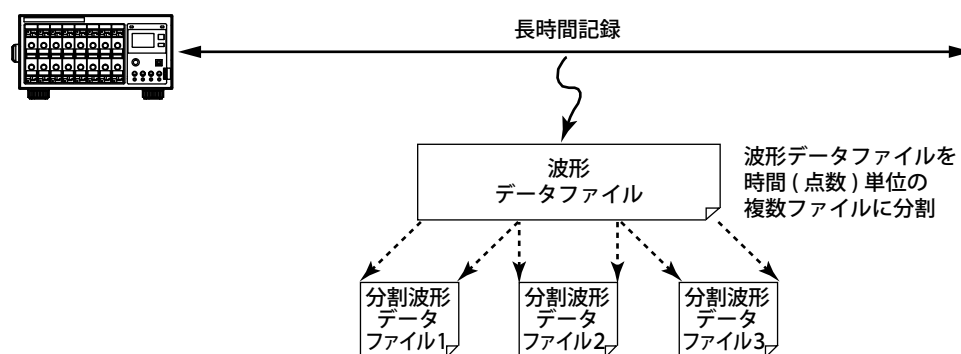 長時間記録
波形
データファイル
波形データファイルを
時間 ( 点数 ) 単位の
複数ファイルに分割
分割波形
データ
ファイル1
分割波形
データ
ファイル2
分割波形
データ
ファイル3